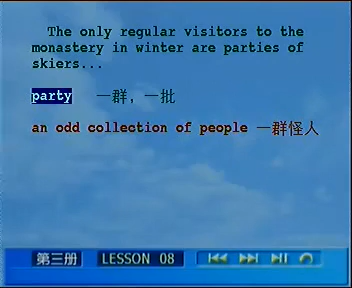 The only regular visitors to the
monastery in winter are parties of
skiers...
party 一群，一批
an odd collection of people 一群怪人
第三册 LESSON 08